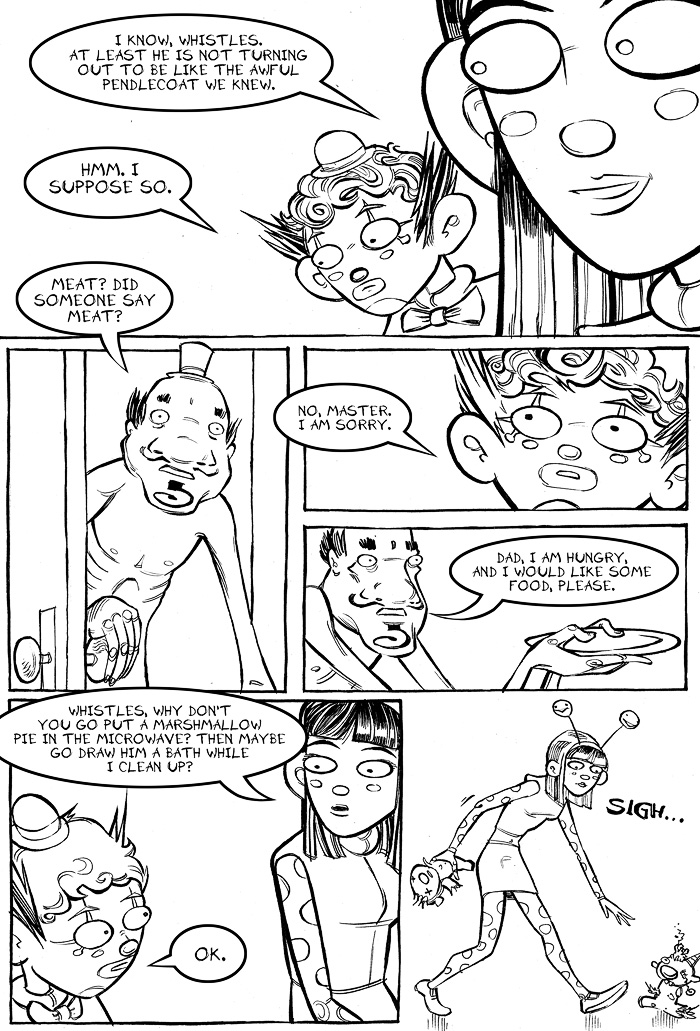 I KNOW, WHISTLES.
AT LEAST HE IS NOT TURNING
OUT TO BE LIKE THE AWFUL
PENDLECOAT WE KNEW.
HMM. I
SUPPOSE SO.
MEAT? DID
SOMEONE SAY
MEAT?
NO, MASTER.
I AM SORRY.
DAD, I AM HUNGRY,
AND I WOULD LIKE SOME
FOOD, PLEASE.
WHISTLES, WHY DON'T
YOU GO PUT A MARSHMALLOW
PIE IN THE MICROWAVE? THEN MAYBE
GO DRAW HIM A BATH WHILE
I CLEAN UP?
OK.
SIGH...